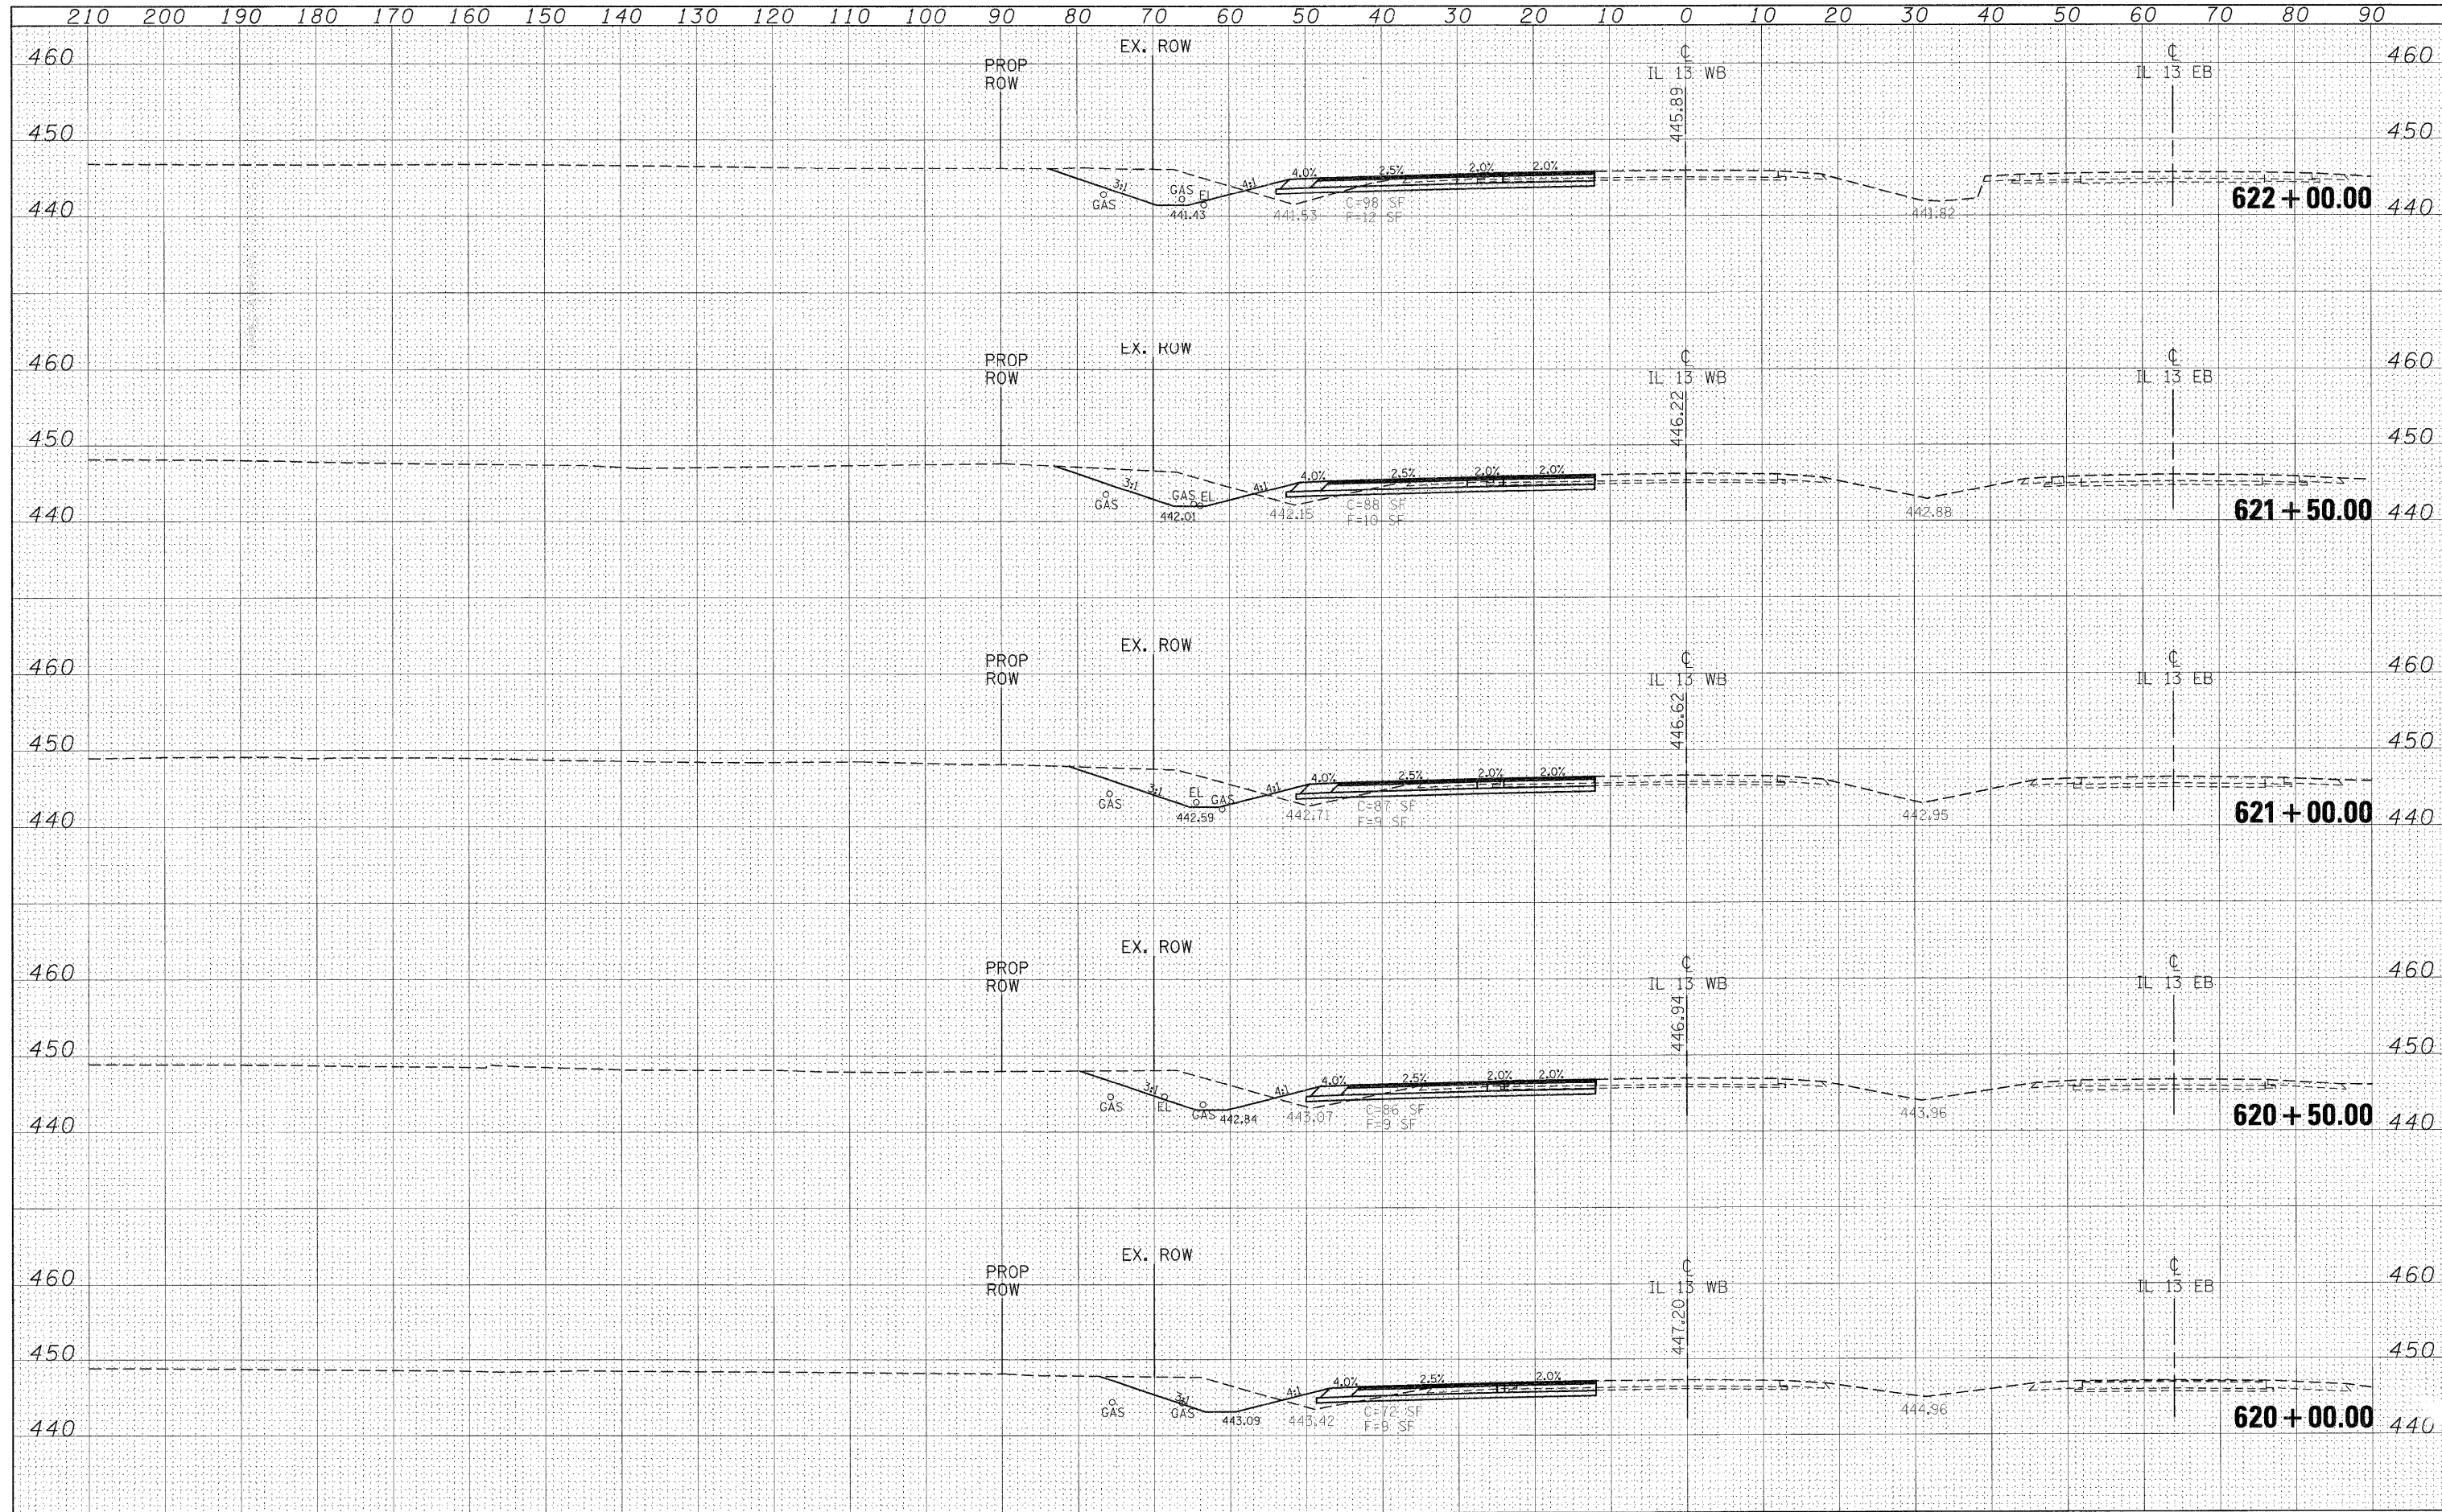 210 200 190 180 170 160 150 140 130 120 110 100 90 80 70 60 50 40 30 20 10 0 10 20 30 40 50 60 70 80 90
EX. ROW
460 PROP ROW ℄ IL 13 WB ℄ IL 13 EB 460
445.89
450 450
3:1 4:1 4.0% 2.5% 2.0% 2.0%
GAS GAS EL
441.43 441.53 C=98 SF 441.82
F=12 SF
440 622+00.00 440
EX. ROW
460 PROP ROW ℄ IL 13 WB ℄ IL 13 EB 460
446.22
450 450
3:1 4:1 4.0% 2.5% 2.0% 2.0%
GAS GAS EL
442.01 442.15 C=88 SF 442.88
F=10 SF
440 621+50.00 440
EX. ROW
460 PROP ROW ℄ IL 13 WB ℄ IL 13 EB 460
446.62
450 450
3:1 4:1 4.0% 2.5% 2.0% 2.0%
GAS EL GAS
442.59 442.71 C=87 SF 442.95
F=9 SF
440 621+00.00 440
EX. ROW
460 PROP ROW ℄ IL 13 WB ℄ IL 13 EB 460
446.94
450 450
3:1 4:1 4.0% 2.5% 2.0% 2.0%
GAS EL GAS
442.84 443.07 C=86 SF 443.96
F=9 SF
440 620+50.00 440
EX. ROW
460 PROP ROW ℄ IL 13 WB ℄ IL 13 EB 460
447.20
450 450
3:1 4:1 4.0% 2.5% 2.0%
GAS GAS
443.09 443.42 C=72 SF 444.96
F=9 SF
440 620+00.00 440